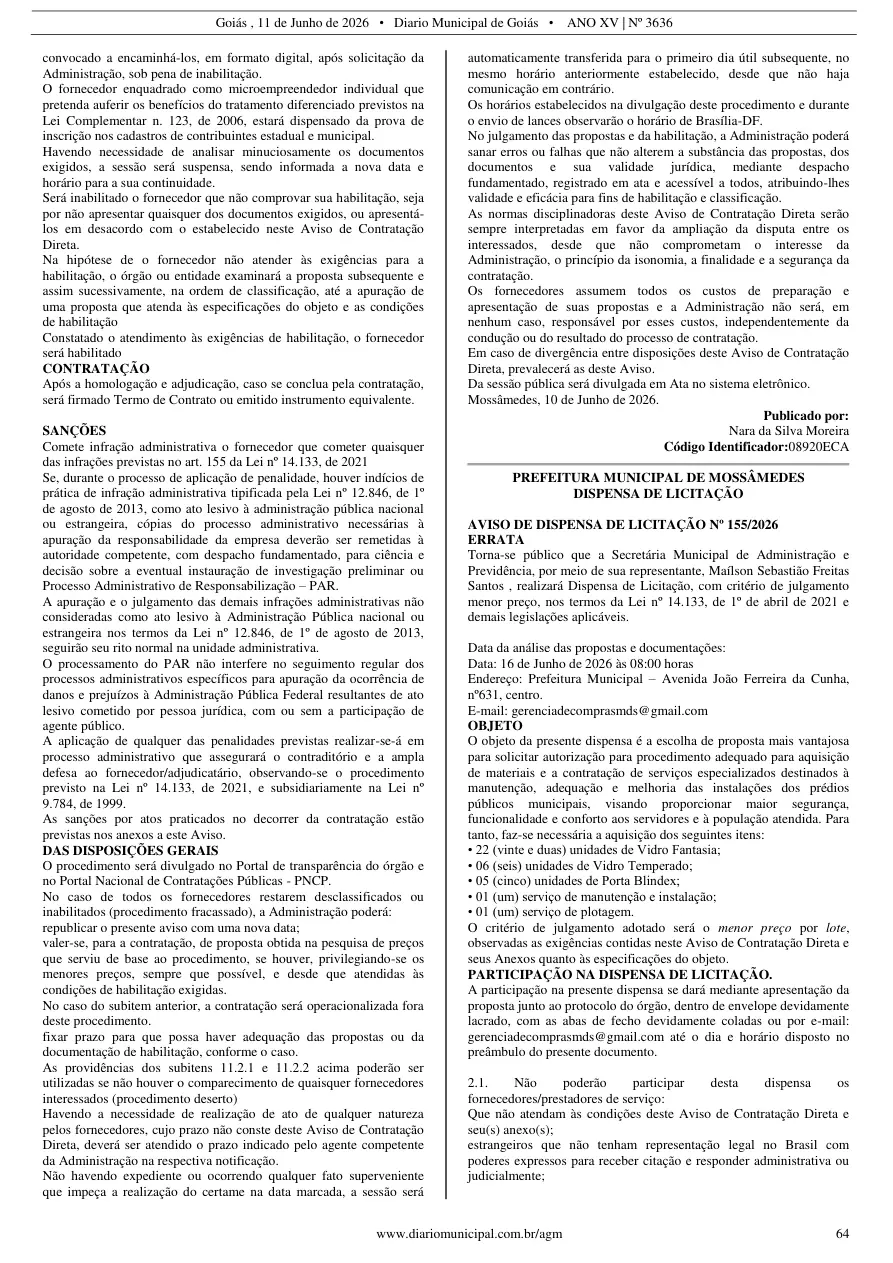 Goiás , 11 de Junho de 2026 • Diario Municipal de Goiás • ANO XV | Nº 3636
convocado a encaminhá-los, em formato digital, após solicitação da
Administração, sob pena de inabilitação.
O fornecedor enquadrado como microempreendedor individual que
pretenda auferir os benefícios do tratamento diferenciado previstos na
Lei Complementar n. 123, de 2006, estará dispensado da prova de
inscrição nos cadastros de contribuintes estadual e municipal.
Havendo necessidade de analisar minuciosamente os documentos
exigidos, a sessão será suspensa, sendo informada a nova data e
horário para a sua continuidade.
Será inabilitado o fornecedor que não comprovar sua habilitação, seja
por não apresentar quaisquer dos documentos exigidos, ou apresentá-
los em desacordo com o estabelecido neste Aviso de Contratação
Direta.
Na hipótese de o fornecedor não atender às exigências para a
habilitação, o órgão ou entidade examinará a proposta subsequente e
assim sucessivamente, na ordem de classificação, até a apuração de
uma proposta que atenda às especificações do objeto e as condições
de habilitação
Constatado o atendimento às exigências de habilitação, o fornecedor
será habilitado
CONTRATAÇÃO
Após a homologação e adjudicação, caso se conclua pela contratação,
será firmado Termo de Contrato ou emitido instrumento equivalente.
SANÇÕES
Comete infração administrativa o fornecedor que cometer quaisquer
das infrações previstas no art. 155 da Lei nº 14.133, de 2021
Se, durante o processo de aplicação de penalidade, houver indícios de
prática de infração administrativa tipificada pela Lei nº 12.846, de 1º
de agosto de 2013, como ato lesivo à administração pública nacional
ou estrangeira, cópias do processo administrativo necessárias à
apuração da responsabilidade da empresa deverão ser remetidas à
autoridade competente, com despacho fundamentado, para ciência e
decisão sobre a eventual instauração de investigação preliminar ou
Processo Administrativo de Responsabilização – PAR.
A apuração e o julgamento das demais infrações administrativas não
consideradas como ato lesivo à Administração Pública nacional ou
estrangeira nos termos da Lei nº 12.846, de 1º de agosto de 2013,
seguirão seu rito normal na unidade administrativa.
O processamento do PAR não interfere no seguimento regular dos
processos administrativos específicos para apuração da ocorrência de
danos e prejuízos à Administração Pública Federal resultantes de ato
lesivo cometido por pessoa jurídica, com ou sem a participação de
agente público.
A aplicação de qualquer das penalidades previstas realizar-se-á em
processo administrativo que assegurará o contraditório e a ampla
defesa ao fornecedor/adjudicatário, observando-se o procedimento
previsto na Lei nº 14.133, de 2021, e subsidiariamente na Lei nº
9.784, de 1999.
As sanções por atos praticados no decorrer da contratação estão
previstas nos anexos a este Aviso.
DAS DISPOSIÇÕES GERAIS
O procedimento será divulgado no Portal de transparência do órgão e
no Portal Nacional de Contratações Públicas - PNCP.
No caso de todos os fornecedores restarem desclassificados ou
inabilitados (procedimento fracassado), a Administração poderá:
republicar o presente aviso com uma nova data;
valer-se, para a contratação, de proposta obtida na pesquisa de preços
que serviu de base ao procedimento, se houver, privilegiando-se os
menores preços, sempre que possível, e desde que atendidas às
condições de habilitação exigidas.
No caso do subitem anterior, a contratação será operacionalizada fora
deste procedimento.
fixar prazo para que possa haver adequação das propostas ou da
documentação de habilitação, conforme o caso.
As providências dos subitens 11.2.1 e 11.2.2 acima poderão ser
utilizadas se não houver o comparecimento de quaisquer fornecedores
interessados (procedimento deserto)
Havendo a necessidade de realização de ato de qualquer natureza
pelos fornecedores, cujo prazo não conste deste Aviso de Contratação
Direta, deverá ser atendido o prazo indicado pelo agente competente
da Administração na respectiva notificação.
Não havendo expediente ou ocorrendo qualquer fato superveniente
que impeça a realização do certame na data marcada, a sessão será
automaticamente transferida para o primeiro dia útil subsequente, no
mesmo horário anteriormente estabelecido, desde que não haja
comunicação em contrário.
Os horários estabelecidos na divulgação deste procedimento e durante
o envio de lances observarão o horário de Brasília-DF.
No julgamento das propostas e da habilitação, a Administração poderá
sanar erros ou falhas que não alterem a substância das propostas, dos
documentos e sua validade jurídica, mediante despacho
fundamentado, registrado em ata e acessível a todos, atribuindo-lhes
validade e eficácia para fins de habilitação e classificação.
As normas disciplinadoras deste Aviso de Contratação Direta serão
sempre interpretadas em favor da ampliação da disputa entre os
interessados, desde que não comprometam o interesse da
Administração, o princípio da isonomia, a finalidade e a segurança da
contratação.
Os fornecedores assumem todos os custos de preparação e
apresentação de suas propostas e a Administração não será, em
nenhum caso, responsável por esses custos, independentemente da
condução ou do resultado do processo de contratação.
Em caso de divergência entre disposições deste Aviso de Contratação
Direta, prevalecerá as deste Aviso.
Da sessão pública será divulgada em Ata no sistema eletrônico.
Mossâmedes, 10 de Junho de 2026.
Publicado por:
Nara da Silva Moreira
Código Identificador:08920ECA
PREFEITURA MUNICIPAL DE MOSSÂMEDES
DISPENSA DE LICITAÇÃO
AVISO DE DISPENSA DE LICITAÇÃO Nº 155/2026
ERRATA
Torna-se público que a Secretária Municipal de Administração e
Previdência, por meio de sua representante, Maílson Sebastião Freitas
Santos , realizará Dispensa de Licitação, com critério de julgamento
menor preço, nos termos da Lei nº 14.133, de 1º de abril de 2021 e
demais legislações aplicáveis.
Data da análise das propostas e documentações:
Data: 16 de Junho de 2026 às 08:00 horas
Endereço: Prefeitura Municipal – Avenida João Ferreira da Cunha,
nº631, centro.
E-mail: gerenciadecomprasmds@gmail.com
OBJETO
O objeto da presente dispensa é a escolha de proposta mais vantajosa
para solicitar autorização para procedimento adequado para aquisição
de materiais e a contratação de serviços especializados destinados à
manutenção, adequação e melhoria das instalações dos prédios
públicos municipais, visando proporcionar maior segurança,
funcionalidade e conforto aos servidores e à população atendida. Para
tanto, faz-se necessária a aquisição dos seguintes itens:
• 22 (vinte e duas) unidades de Vidro Fantasia;
• 06 (seis) unidades de Vidro Temperado;
• 05 (cinco) unidades de Porta Blindex;
• 01 (um) serviço de manutenção e instalação;
• 01 (um) serviço de plotagem.
O critério de julgamento adotado será o menor preço por lote,
observadas as exigências contidas neste Aviso de Contratação Direta e
seus Anexos quanto às especificações do objeto.
PARTICIPAÇÃO NA DISPENSA DE LICITAÇÃO.
A participação na presente dispensa se dará mediante apresentação da
proposta junto ao protocolo do órgão, dentro de envelope devidamente
lacrado, com as abas de fecho devidamente coladas ou por e-mail:
gerenciadecomprasmds@gmail.com até o dia e horário disposto no
preâmbulo do presente documento.
2.1. Não poderão participar desta dispensa os
fornecedores/prestadores de serviço:
Que não atendam às condições deste Aviso de Contratação Direta e
seu(s) anexo(s);
estrangeiros que não tenham representação legal no Brasil com
poderes expressos para receber citação e responder administrativa ou
judicialmente;
www.diariomunicipal.com.br/agm
64